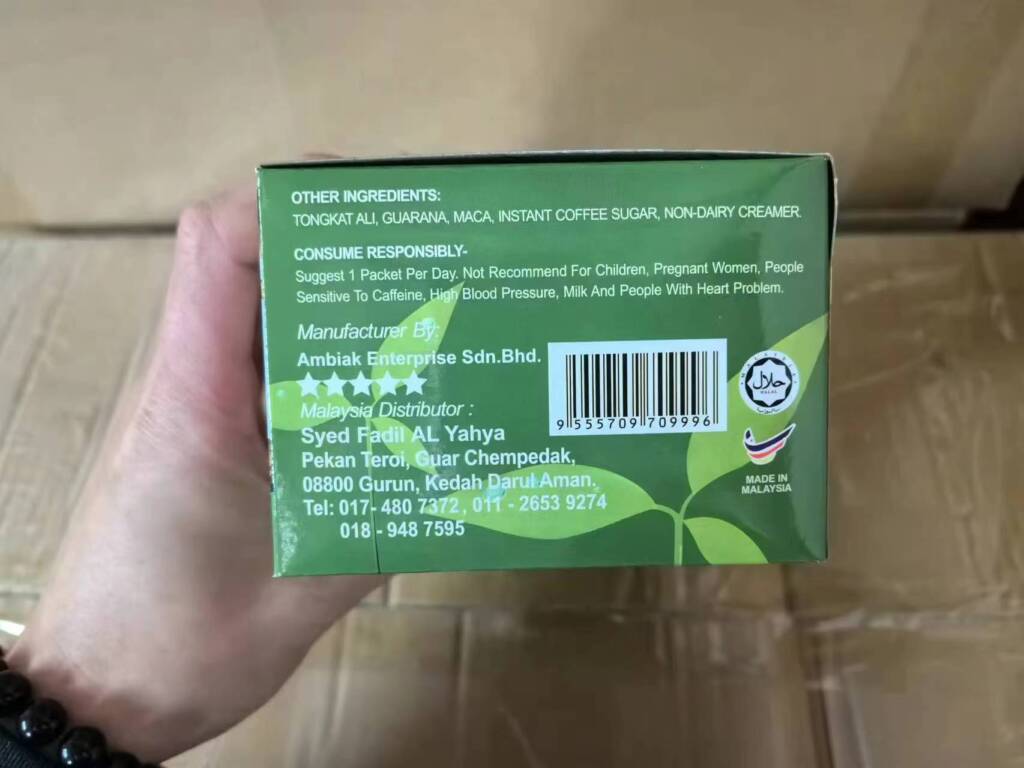 OTHER INGREDIENTS:
TONGKAT ALI, GUARANA, MACA, INSTANT COFFEE SUGAR, NON-DAIRY CREAMER.
CONSUME RESPONSIBLY-
Suggest 1 Packet Per Day. Not Recommend For Children, Pregnant Women, People
Sensitive To Caffeine, High Blood Pressure, Milk And People With Heart Problem.
Manufacturer By:
Ambiak Enterprise Sdn.Bhd.
Malaysia Distributor :
Syed Fadil AL Yahya
Pekan Teroi, Guar Chempedak,
08800 Gurun, Kedah Darul Aman.
Tel: 017- 480 7372 , 011 - 2653 9274
018 - 948 7595
9 555709 709996
MALAYSIA
حلال
HALAL
MADE IN
MALAYSIA